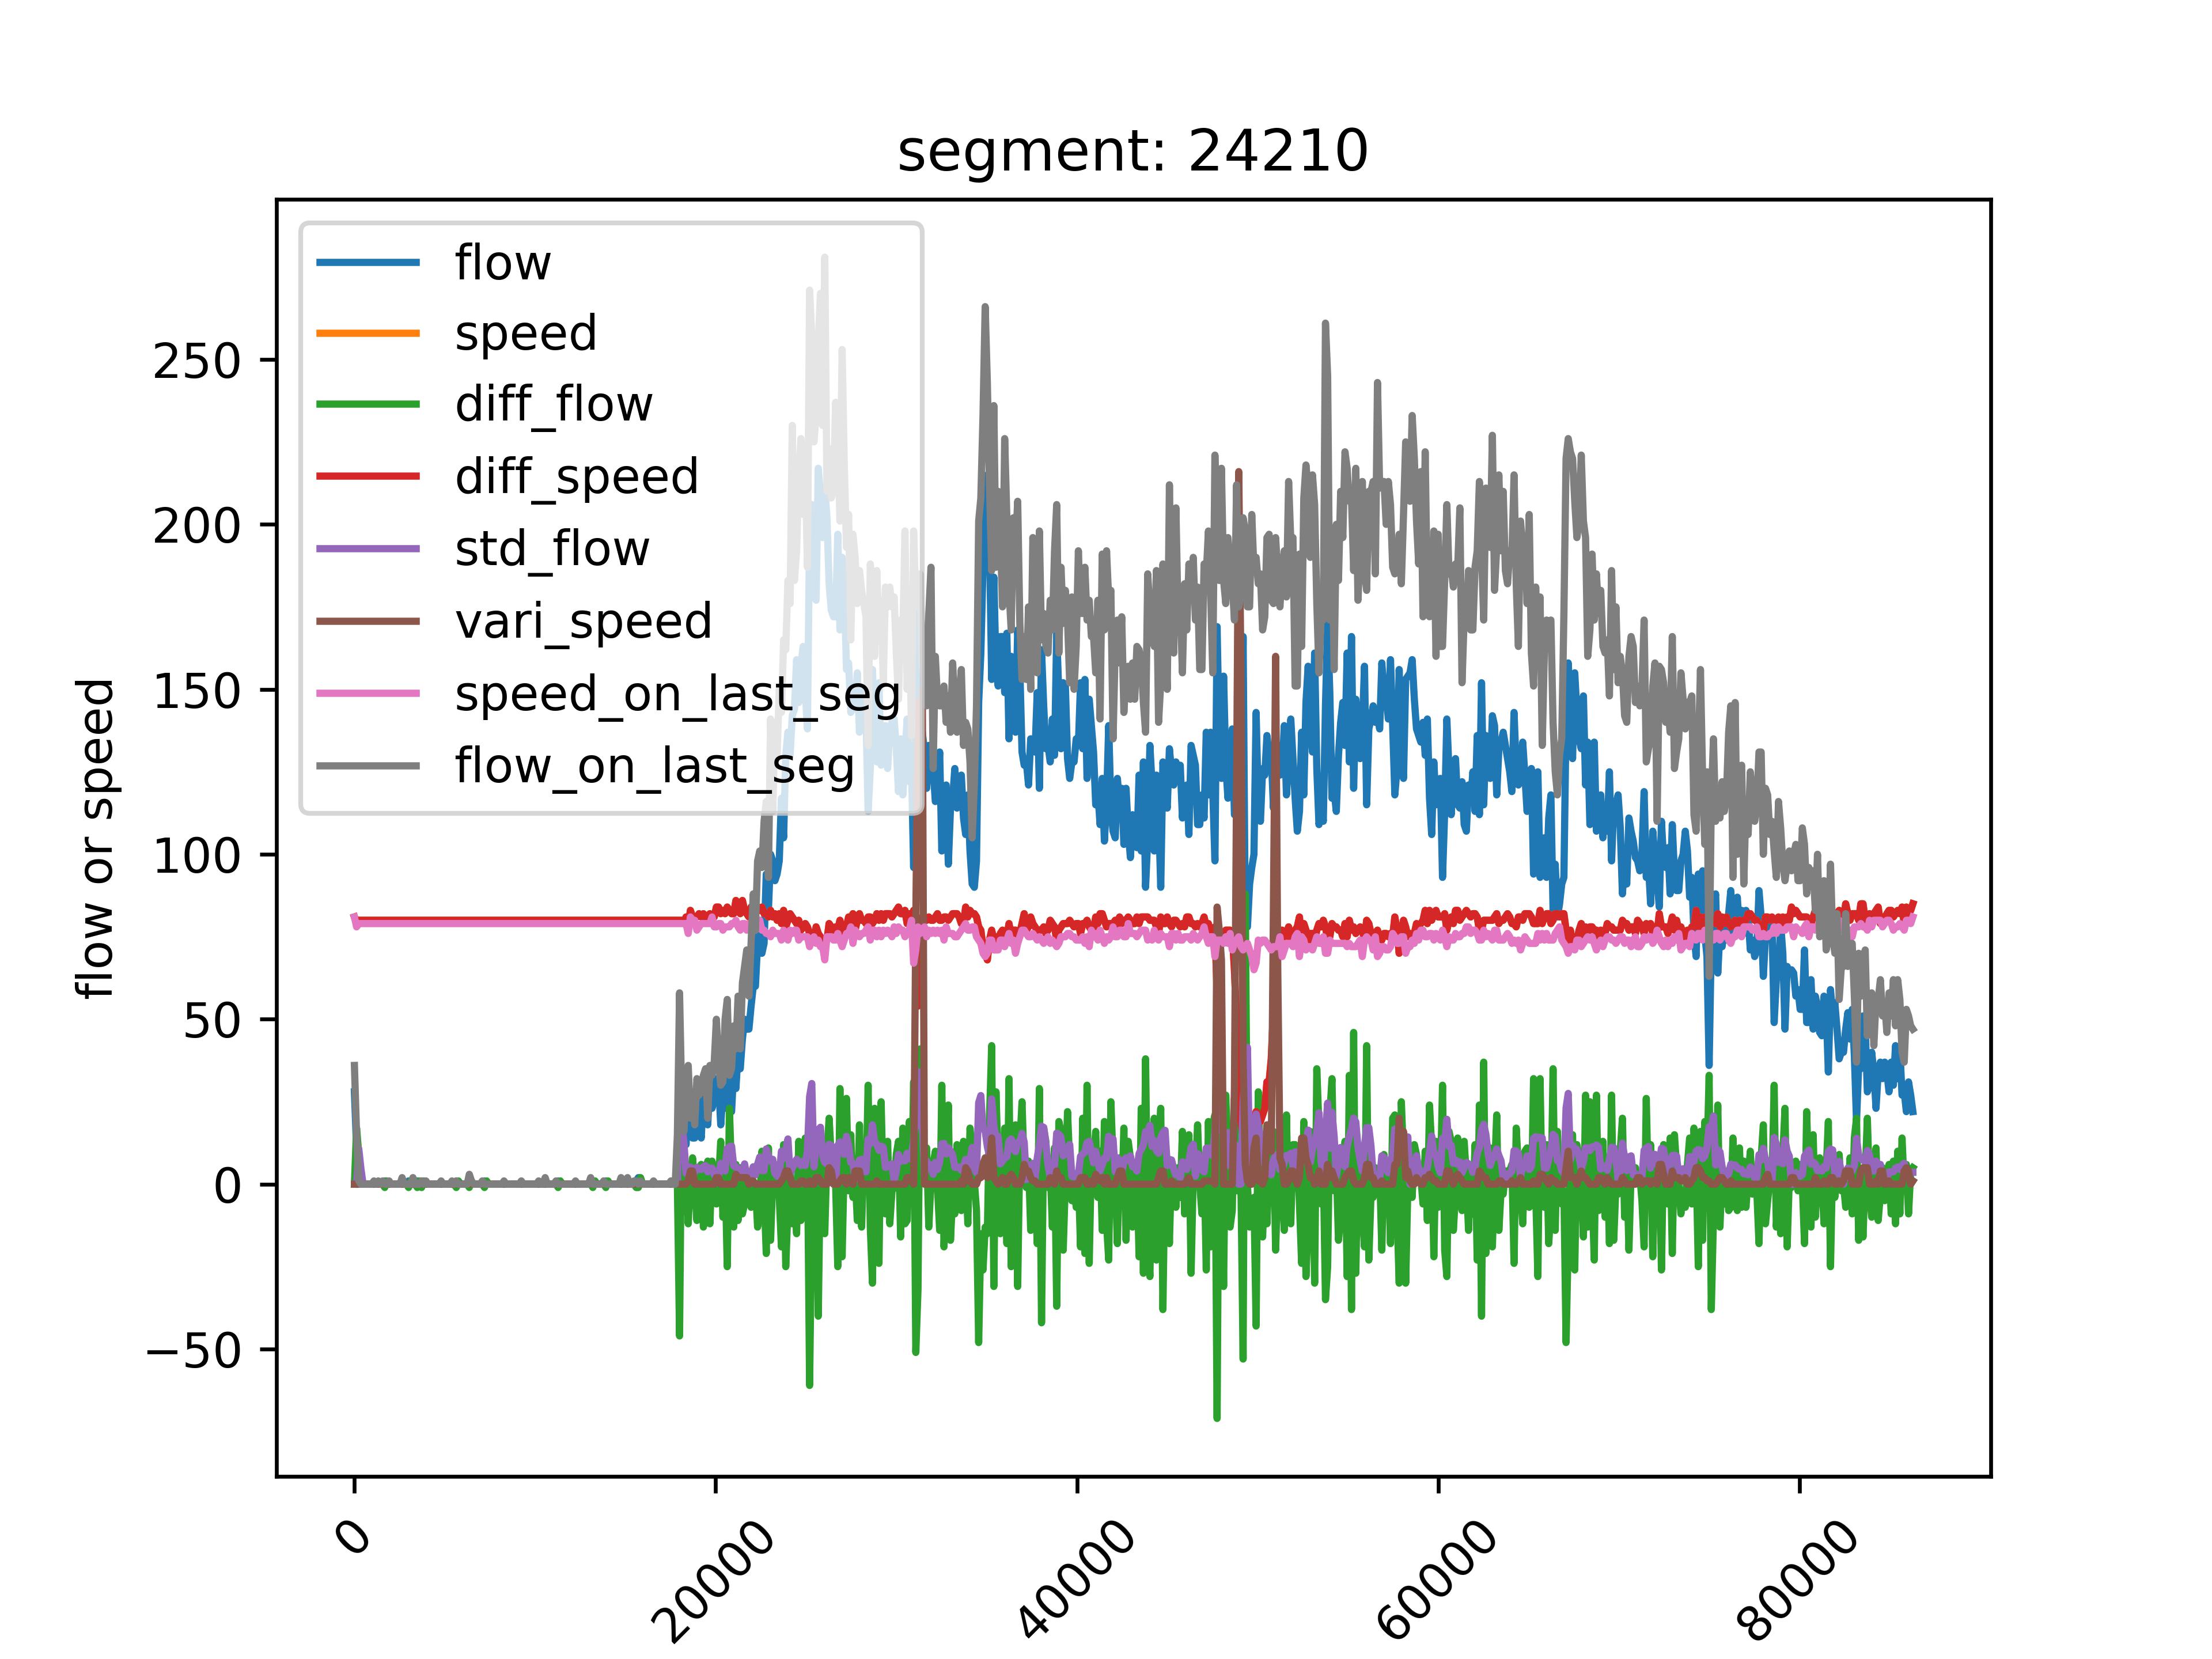 segment: 24210
flow
speed
diff_flow
diff_speed
std_flow
vari_speed
speed_on_last_seg
flow_on_last_seg
flow or speed
250
200
150
100
50
0
−50
0
20000
40000
60000
80000